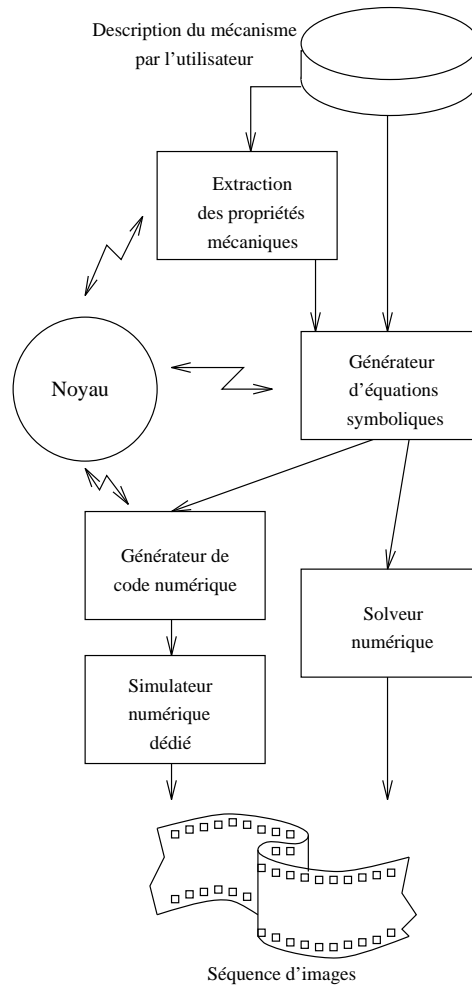 Description du mécanisme
par l'utilisateur
Extraction
des propriétés
mécaniques
Noyau
Générateur
d'équations
symboliques
Générateur de
code numérique
Solveur
numérique
Simulateur
numérique
dédié
Séquence d'images